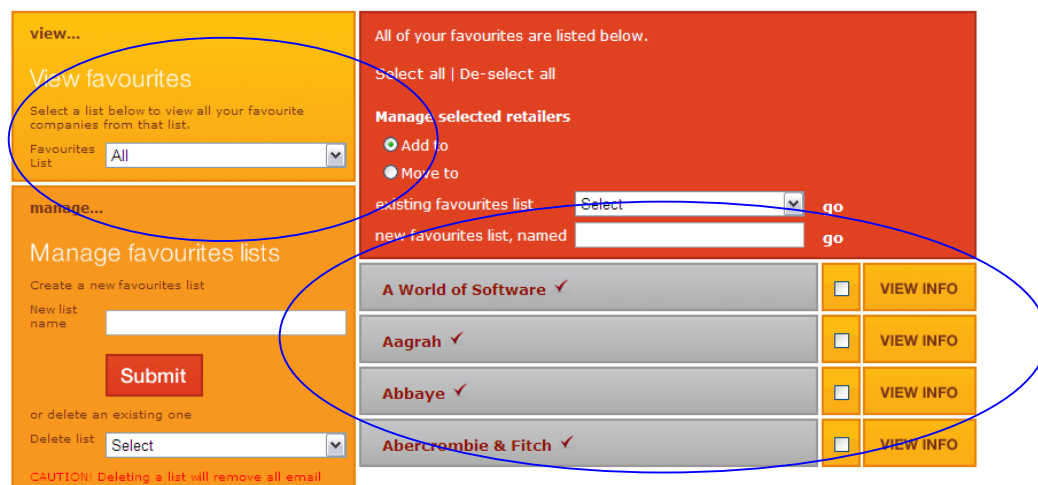 view...
View favourites
Select a list below to view all your favourite
companies from that list.
Favourites
List
All
manage...
Manage favourites lists
Create a new favourites list
New list
name
Submit
or delete an existing one
Delete list
Select
CAUTION! Deleting a list will remove all email
All of your favourites are listed below.
Select all | De-select all
Manage selected retailers
Add to
Move to
existing favourites list Select go
new favourites list, named go
A World of Software VIEW INFO
Aagrah VIEW INFO
Abbaye VIEW INFO
Abercrombie & Fitch VIEW INFO